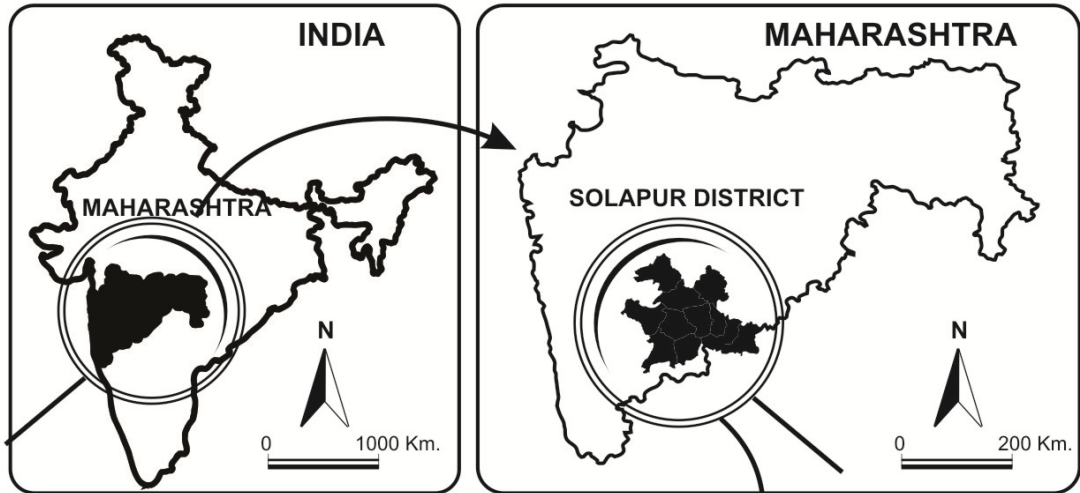 INDIA
MAHARASHTRA
N
0 1000 Km.
MAHARASHTRA
SOLAPUR DISTRICT
N
0 200 Km.